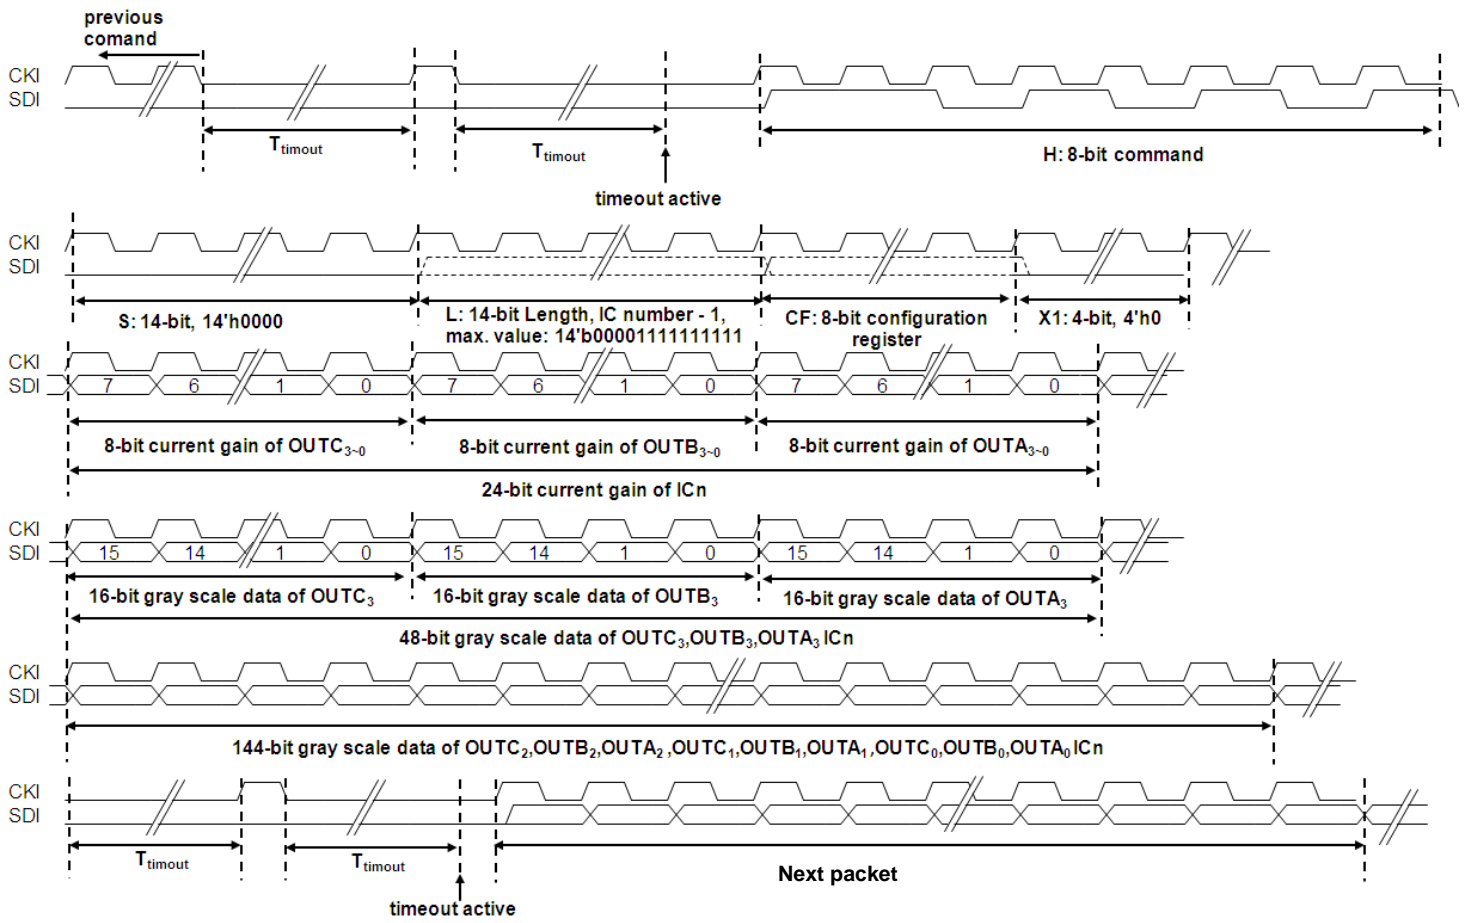 previous
comand
CKI
SDI
T timout
T timout
timeout active
H: 8-bit command
CKI
SDI
S: 14-bit, 14'h0000
L: 14-bit Length, IC number - 1,
max. value: 14'b00001111111111
CF: 8-bit configuration
register
X1: 4-bit, 4'h0
CKI
SDI
7 6 1 0 7 6 1 0 7 6 1 0
8-bit current gain of OUTC3~0
8-bit current gain of OUTB3~0
8-bit current gain of OUTA3~0
24-bit current gain of ICn
CKI
SDI
15 14 1 0 15 14 1 0 15 14 1 0
16-bit gray scale data of OUTC3
16-bit gray scale data of OUTB3
16-bit gray scale data of OUTA3
48-bit gray scale data of OUTC3,OUTB3,OUTA3 ICn
CKI
SDI
144-bit gray scale data of OUTC2,OUTB2,OUTA2,OUTC1,OUTB1,OUTA1,OUTC0,OUTB0,OUTA0 ICn
CKI
SDI
T timout
T timout
timeout active
Next packet